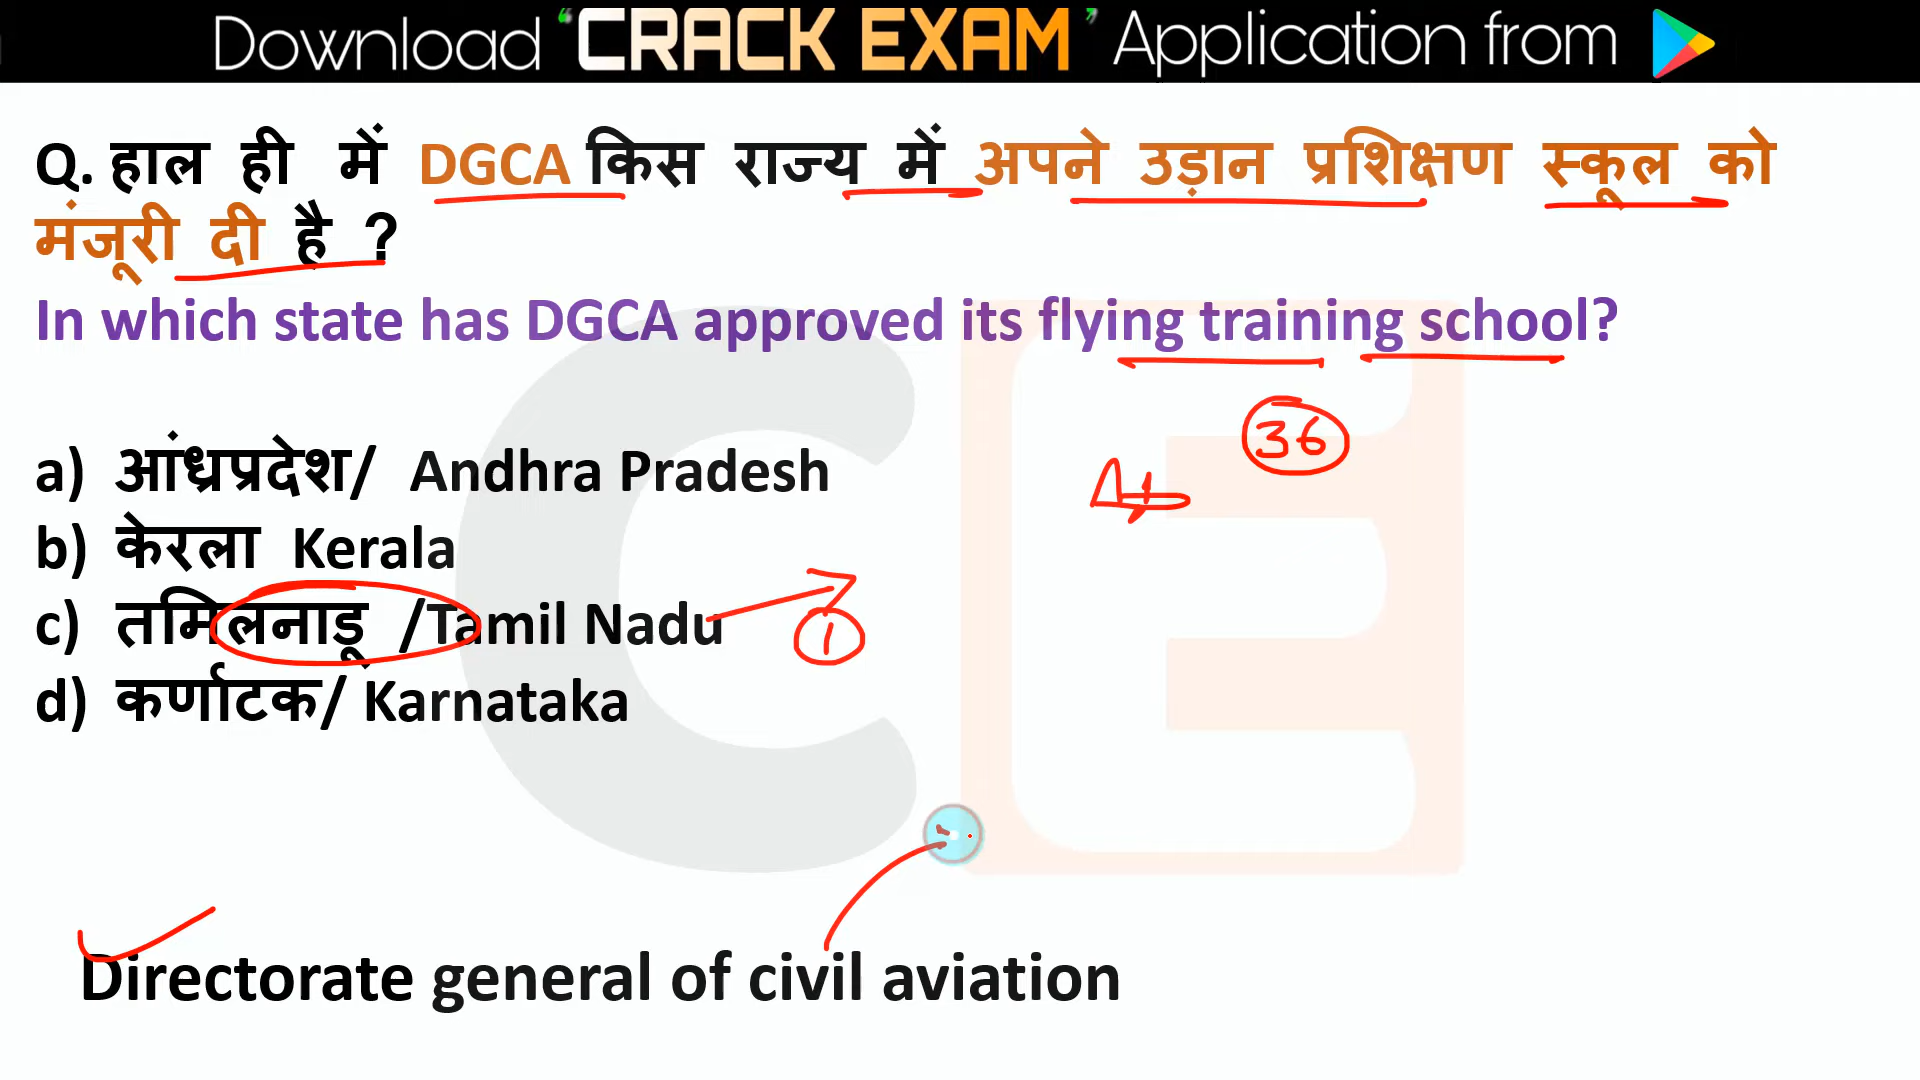 Download “CRACK EXAM” Application from
Q. हाल ही में DGCA किस राज्य में अपने उड़ान प्रशिक्षण स्कूल को
मंजूरी दी है ?
In which state has DGCA approved its flying training school?
36
a) आंध्रप्रदेश/ Andhra Pradesh
b) केरला Kerala
c) तमिलनाडू /Tamil Nadu
1
d) कर्णाटक/ Karnataka
Directorate general of civil aviation
CE